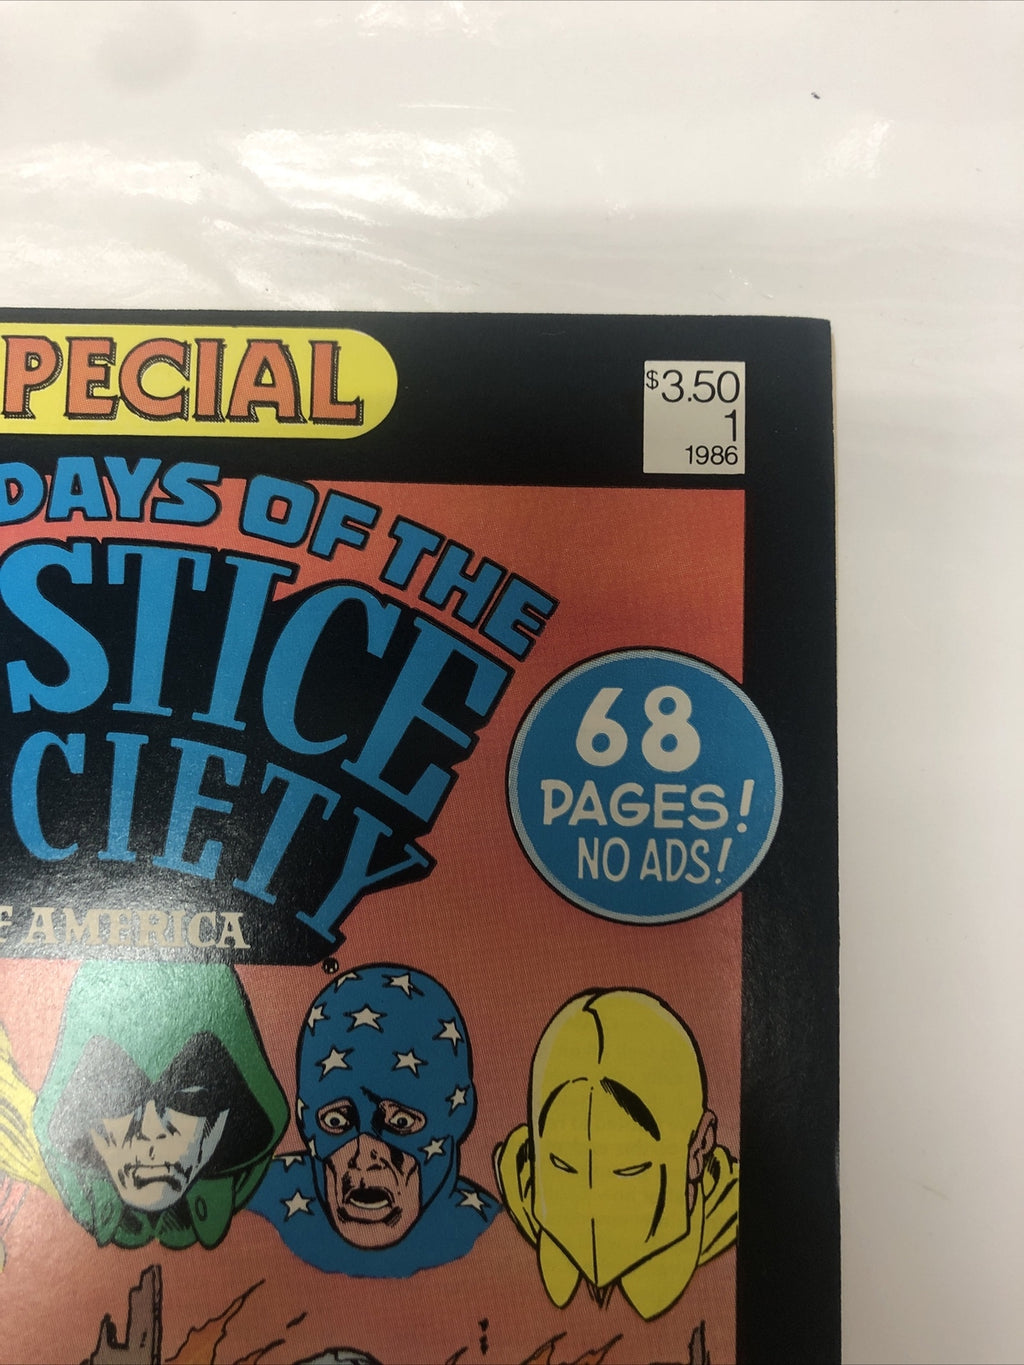 PECIAL
$3.50
1
1986
DAYS OF THE
STICE
CIETY
F AMERICA
68
PAGES!
NO ADS!